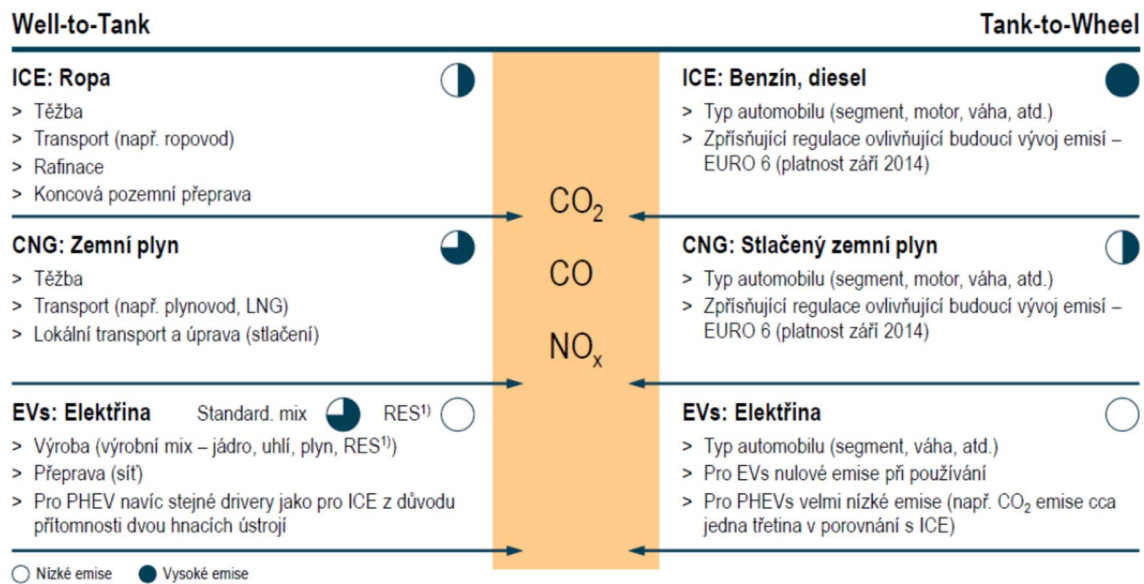 Well-to-Tank
Tank-to-Wheel
ICE: Ropa
> Těžba
> Transport (např. ropovod)
> Rafinace
> Koncová pozemní přeprava
ICE: Benzín, diesel
> Typ automobilu (segment, motor, váha, atd.)
> Zpřísňující regulace ovlivňující budoucí vývoj emisí –
EURO 6 (platnost září 2014)
CO₂
CO
NOₓ
CNG: Zemní plyn
> Těžba
> Transport (např. plynovod, LNG)
> Lokální transport a úprava (stlačení)
CNG: Stlačený zemní plyn
> Typ automobilu (segment, motor, váha, atd.)
> Zpřísňující regulace ovlivňující budoucí vývoj emisí –
EURO 6 (platnost září 2014)
EVs: Elektřina Standard. mix RES¹⁾
> Výroba (výrobní mix – jádro, uhlí, plyn, RES¹⁾)
> Přeprava (síť)
> Pro PHEV navíc stejné drivery jako pro ICE z důvodu
přítomnosti dvou hnacích ústrojí
EVs: Elektřina
> Typ automobilu (segment, váha, atd.)
> Pro EVs nulové emise při používání
> Pro PHEVs velmi nízké emise (např. CO₂ emise cca
jedna třetina v porovnání s ICE)
Nízké emise Vysoké emise